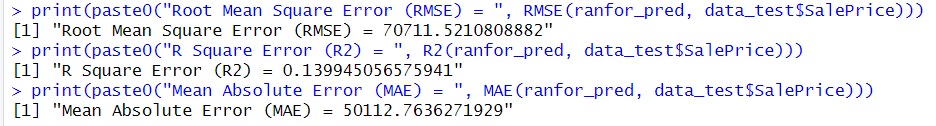 > print(paste0("Root Mean Square Error (RMSE) = ", RMSE(ranfor_pred, data_test$SalePrice)))
[1] "Root Mean Square Error (RMSE) = 70711.5210808882"
> print(paste0("R Square Error (R2) = ", R2(ranfor_pred, data_test$SalePrice)))
[1] "R Square Error (R2) = 0.139945056575941"
> print(paste0("Mean Absolute Error (MAE) = ", MAE(ranfor_pred, data_test$SalePrice)))
[1] "Mean Absolute Error (MAE) = 50112.7636271929"